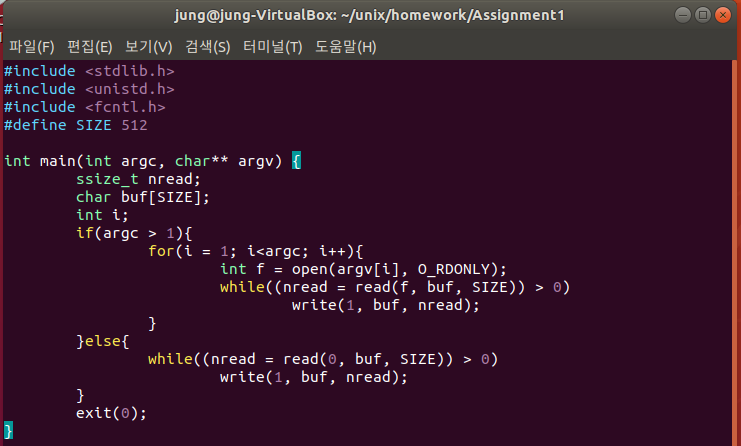 jung@jung-VirtualBox: ~/unix/homework/Assignment1
파일(F) 편집(E) 보기(V) 검색(S) 터미널(T) 도움말(H)
#include <stdlib.h>
#include <unistd.h>
#include <fcntl.h>
#define SIZE 512

int main(int argc, char** argv) {
        ssize_t nread;
        char buf[SIZE];
        int i;
        if(argc > 1){
                for(i = 1; i<argc; i++){
                        int f = open(argv[i], O_RDONLY);
                        while((nread = read(f, buf, SIZE)) > 0)
                                write(1, buf, nread);
                }
        }else{
                while((nread = read(0, buf, SIZE)) > 0)
                        write(1, buf, nread);
        }
        exit(0);
}